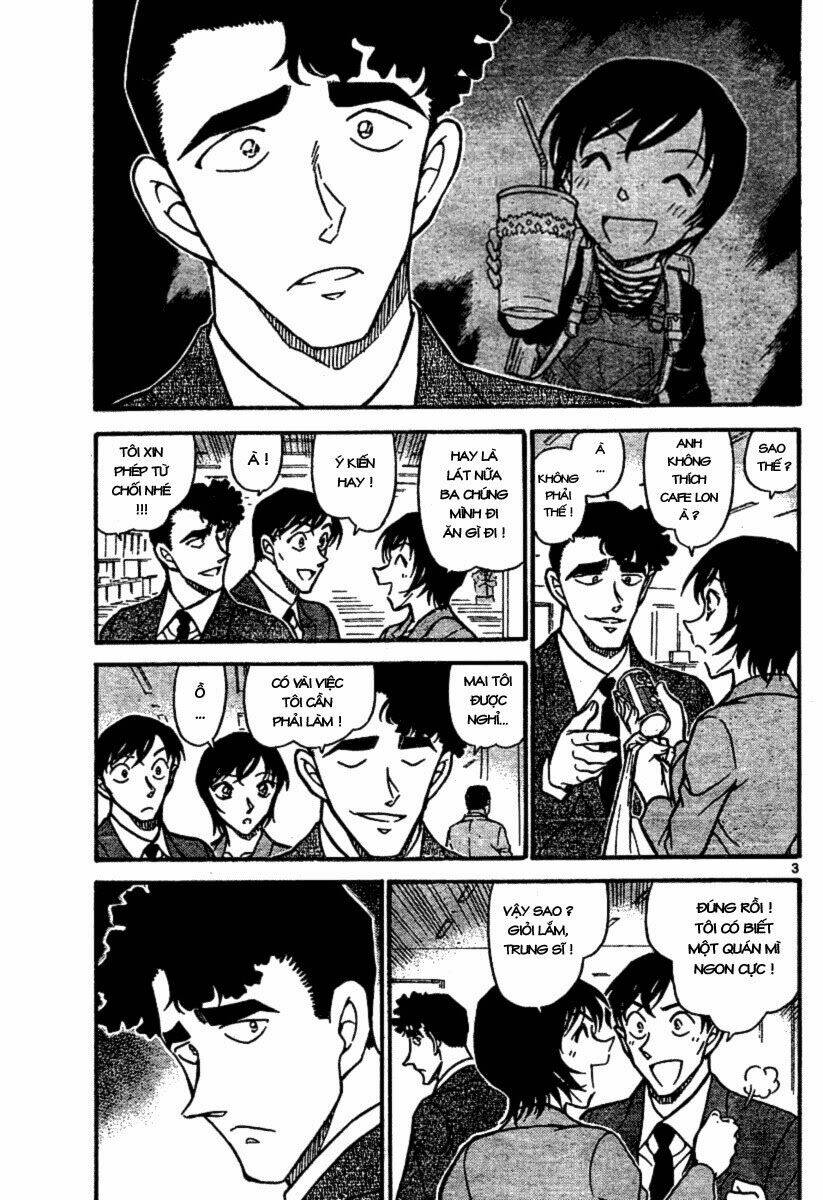 SAO
THẾ ?
ANH
KHÔNG
THÍCH
CAFE LON
À ?
À
...
KHÔNG
PHẢI
THẾ !
HAY LÀ
LÁT NỮA
BA CHÚNG
MÌNH ĐI
ĂN GÌ ĐI !
Ý KIẾN
HAY !
À !
TÔI XIN
PHÉP TỪ
CHỐI NHÉ
!!!
MAI TÔI
ĐƯỢC
NGHỈ...
CÓ VÀI VIỆC
TÔI CẦN
PHẢI LÀM !
Ồ
...
3
ĐÚNG RỒI !
TÔI CÓ BIẾT
MỘT QUÁN MÌ
NGON CỰC !
VẬY SAO ?
GIỎI LẮM,
TRUNG SĨ !